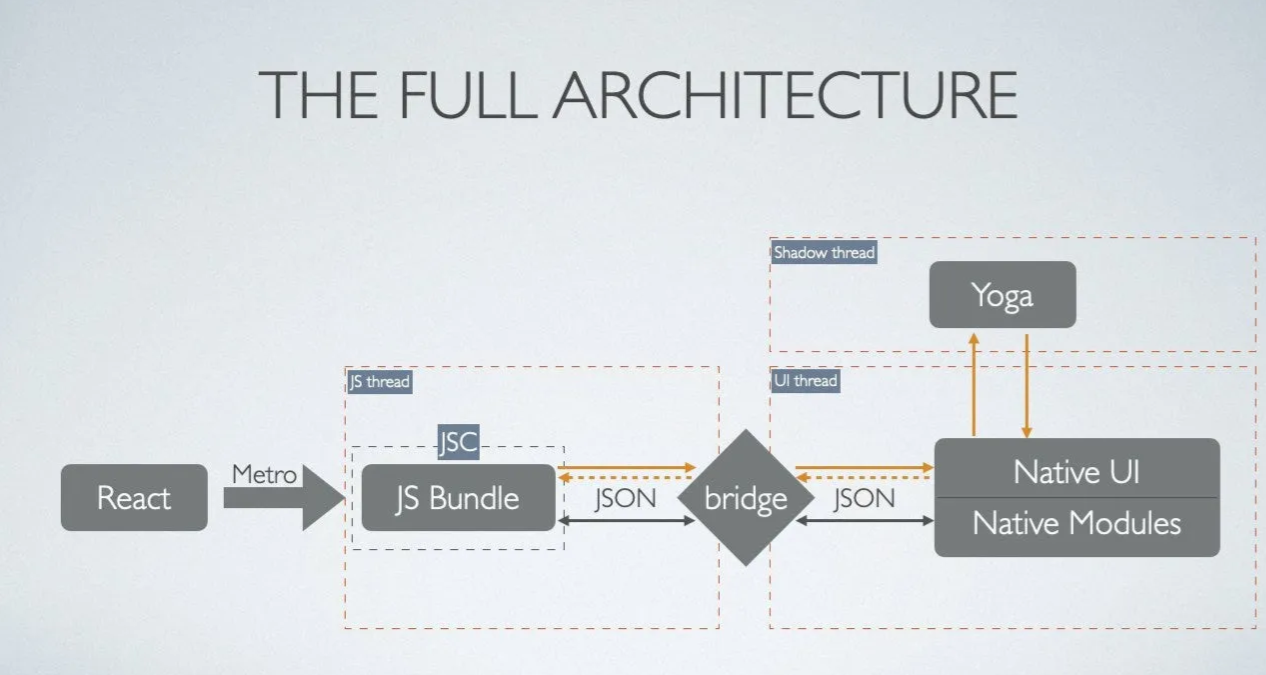 THE FULL ARCHITECTURE
Shadow thread
Yoga
JS thread
UI thread
JSC
React
Metro
JS Bundle
JSON
bridge
JSON
Native UI
Native Modules